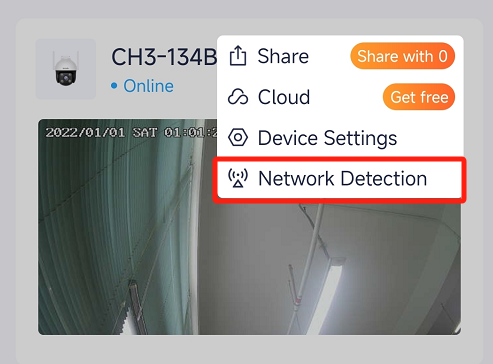 CH3-134B
Online
Share
Share with 0
Cloud
Get free
Device Settings
Network Detection
2022/01/01 SAT 01:01:2